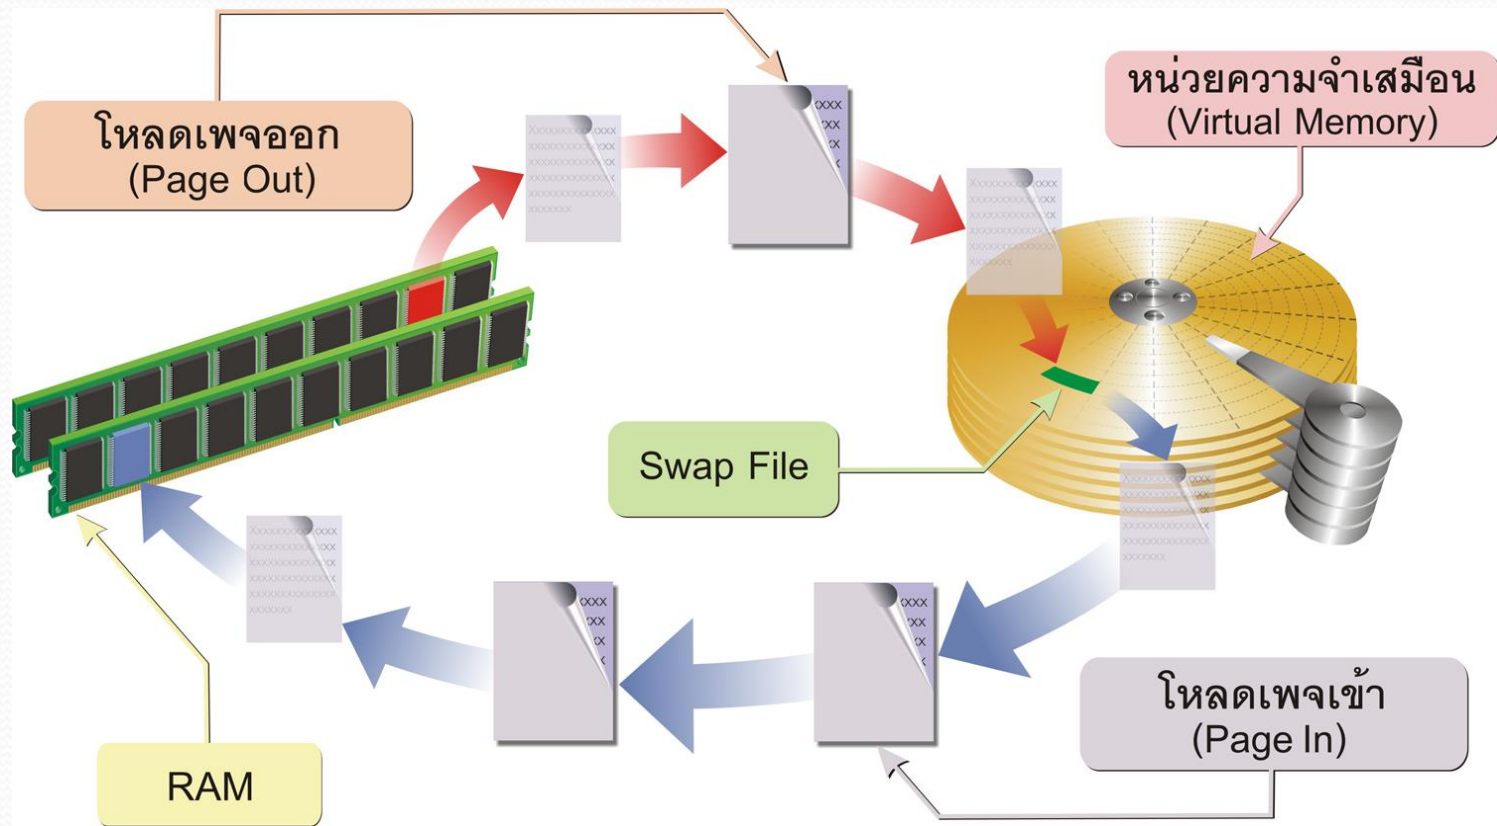 โหลดเพจออก
(Page Out)
หน่วยความจำเสมือน
(Virtual Memory)
Swap File
โหลดเพจเข้า
(Page In)
RAM